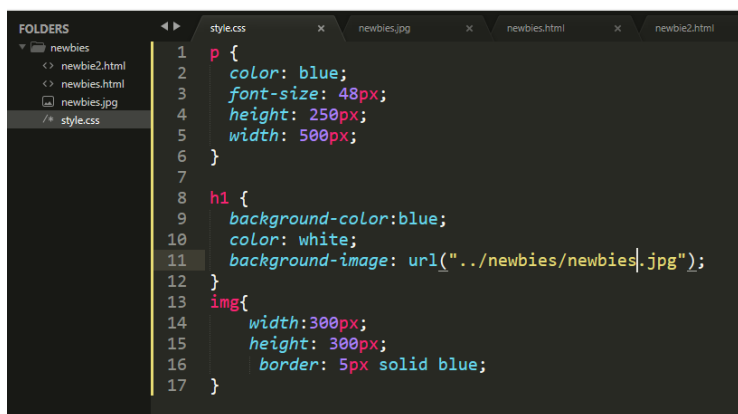 FOLDERS
newbies
<> newbie2.html
<> newbies.html
newbies.jpg
/* style.css
style.css × newbies.jpg × newbies.html × newbie2.html
1 p {
2   color: blue;
3   font-size: 48px;
4   height: 250px;
5   width: 500px;
6 }
7
8 h1 {
9   background-color:blue;
10   color: white;
11   background-image: url("../newbies/newbies.jpg");
12 }
13 img{
14     width:300px;
15     height: 300px;
16      border: 5px solid blue;
17 }